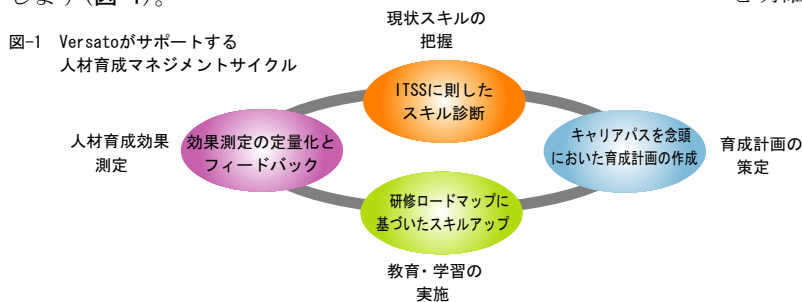 します(図-1)。
図-1 Versatoがサポートする
人材育成マネジメントサイクル
現状スキルの
把握
ITSSに則した
スキル診断
人材育成効果
測定
効果測定の定量化と
フィードバック
キャリアパスを念頭
においた育成計画の作成
育成計画の
策定
研修ロードマップに
基づいたスキルアップ
教育・学習の
実施